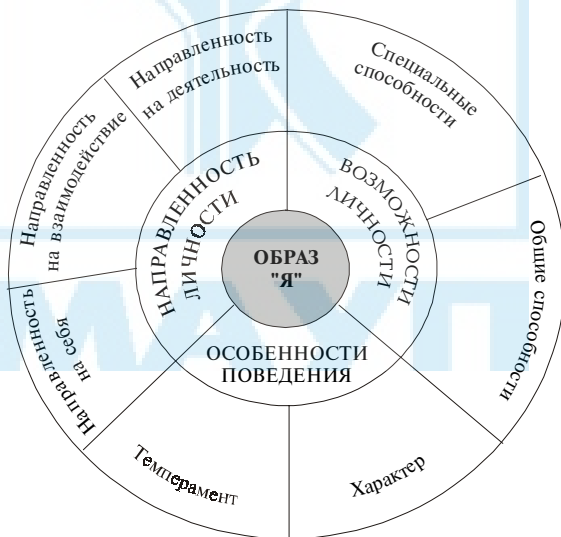 Направленность
на деятельность
Специальные
способности
Направленность
на взаимодействие
НАПРАВЛЕННОСТЬ
ЛИЧНОСТИ
ВОЗМОЖНОСТИ
ЛИЧНОСТИ
Общие способности
ОБРАЗ
"Я"
Направленность
на себя
ОСОБЕННОСТИ
ПОВЕДЕНИЯ
Темперамент
Характер
МАУП